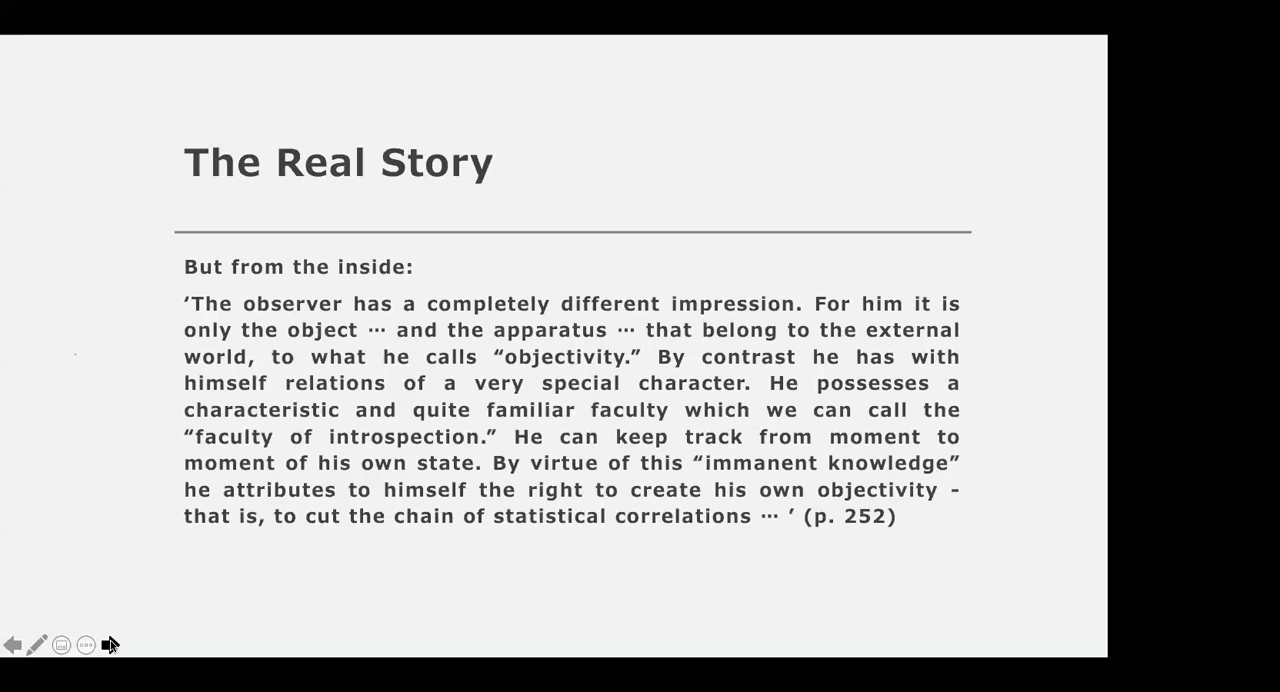 The Real Story
But from the inside:
‘The observer has a completely different impression. For him it is
only the object ··· and the apparatus ··· that belong to the external
world, to what he calls “objectivity.” By contrast he has with
himself relations of a very special character. He possesses a
characteristic and quite familiar faculty which we can call the
“faculty of introspection.” He can keep track from moment to
moment of his own state. By virtue of this “immanent knowledge”
he attributes to himself the right to create his own objectivity -
that is, to cut the chain of statistical correlations ··· ’ (p. 252)